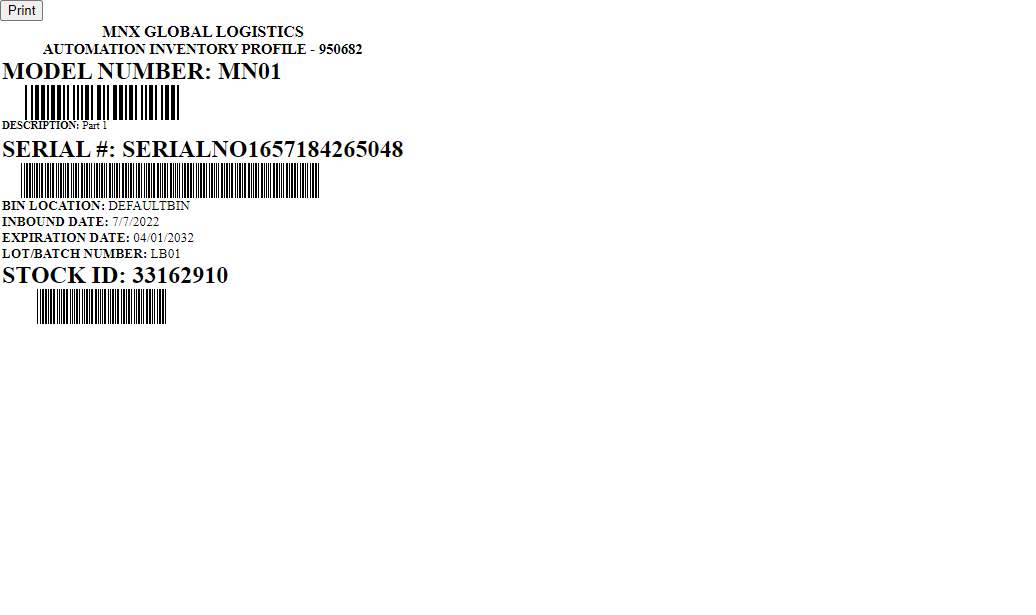 Print
MNX GLOBAL LOGISTICS
AUTOMATION INVENTORY PROFILE - 950682
MODEL NUMBER: MN01
DESCRIPTION: Part 1
SERIAL #: SERIALNO1657184265048
BIN LOCATION: DEFAULTBIN
INBOUND DATE: 7/7/2022
EXPIRATION DATE: 04/01/2032
LOT/BATCH NUMBER: LB01
STOCK ID: 33162910